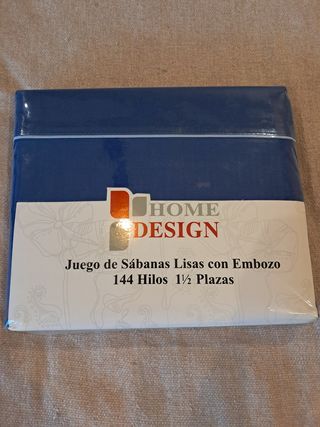 HOME
DESIGN
Juego de Sábanas Lisas con Embozo
144 Hilos 1½ Plazas